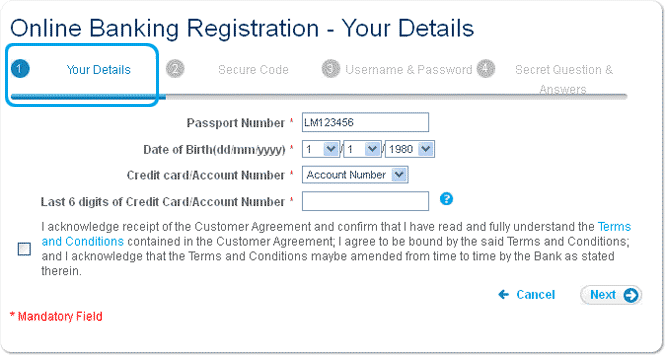 Online Banking Registration - Your Details
1 Your Details 2 Secure Code 3 Username & Password 4 Secret Question &
Answers
Passport Number * LM123456
Date of Birth(dd/mm/yyyy) * 1 / 1 / 1980
Credit card/Account Number * Account Number
Last 6 digits of Credit Card/Account Number * ?
I acknowledge receipt of the Customer Agreement and confirm that I have read and fully understand the Terms
and Conditions contained in the Customer Agreement; I agree to be bound by the said Terms and Conditions;
and I acknowledge that the Terms and Conditions maybe amended from time to time by the Bank as stated
therein.
Cancel Next
* Mandatory Field